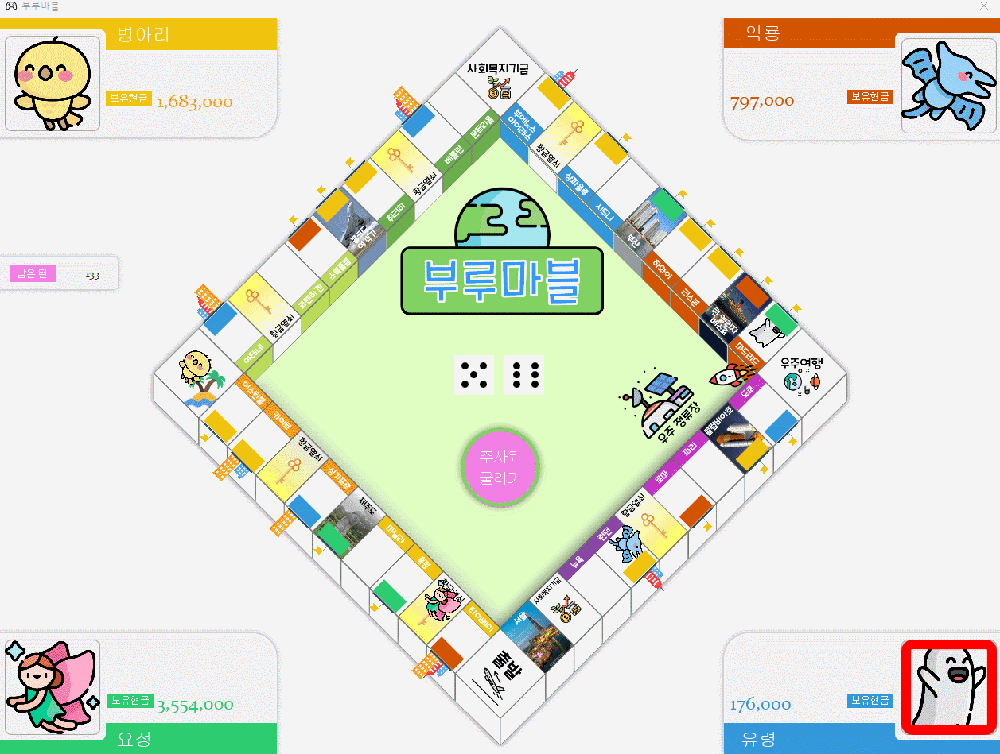 부루마블
병아리
보유현금 1,683,000
익룡
797,000 보유현금
남은 턴 133
사회복지기금
부에노스
아이레스
황금열쇠
상파울루
시드니
부산
하와이
리스본
퀸 엘리자
베스호
마드리드
우주여행
도쿄
콜럼비아호
파리
로마
황금열쇠
런던
뉴욕
사회복지기금
서울
출발
타이베이
황금열쇠
홍콩
마닐라
제주도
싱가포르
황금열쇠
카이로
이스탄불
아테네
황금열쇠
코펜하겐
스톡홀름
콩코드
여객기
취리히
황금열쇠
베를린
몬트리올
부루마블
우주 정류장
주사위
굴리기
보유현금 3,554,000
요정
176,000 보유현금
유령